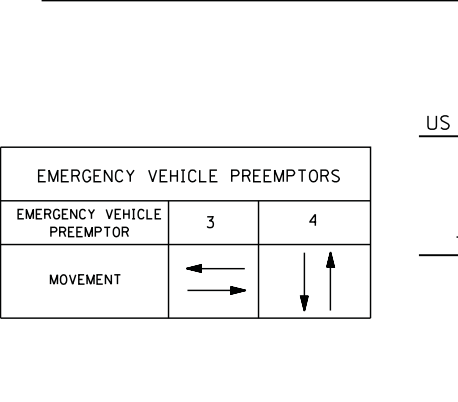 US
EMERGENCY VEHICLE PREEMPTORS
EMERGENCY VEHICLE
PREEMPTOR
3
4
MOVEMENT